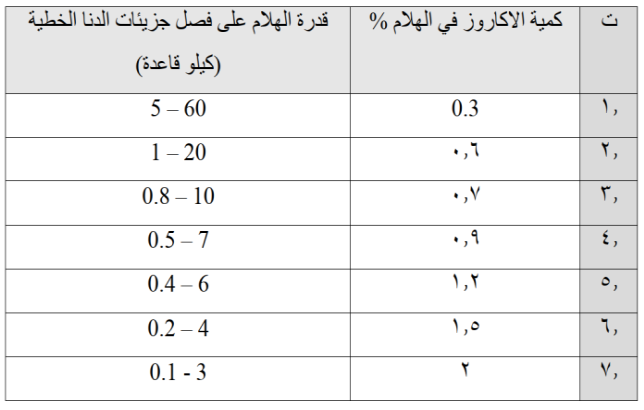 ت	كمية الاكاروز في الهلام %	قدرة الهلام على فصل جزيئات الدنا الخطية
(كيلو قاعدة)
١,	0.3	5 – 60
٢,	٠,٦	1 – 20
٣,	٠,٧	0.8 – 10
٤,	٠,٩	0.5 – 7
٥,	١,٢	0.4 – 6
٦,	١,٥	0.2 – 4
٧,	٢	0.1 - 3